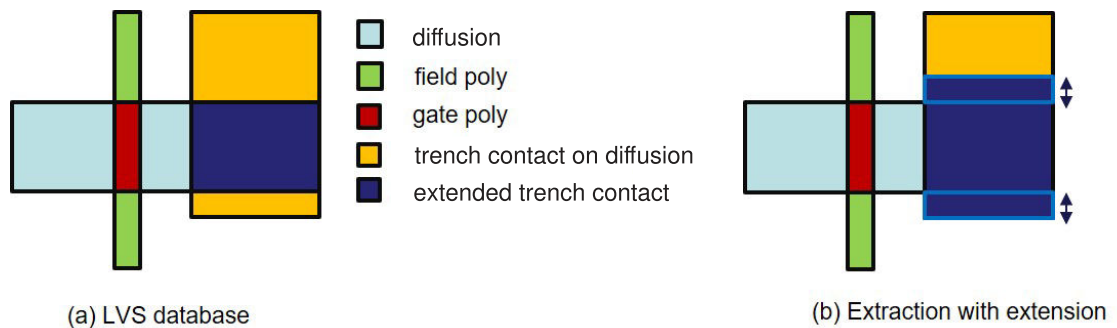 diffusion
field poly
gate poly
trench contact on diffusion
extended trench contact
(a) LVS database
(b) Extraction with extension